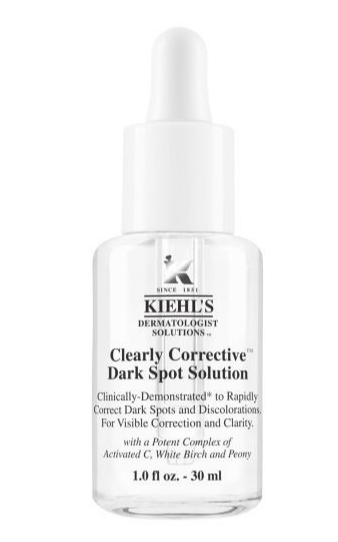 K
SINCE 1851
KIEHL'S
DERMATOLOGIST
SOLUTIONS™
Clearly Corrective™
Dark Spot Solution
Clinically-Demonstrated* to Rapidly
Correct Dark Spots and Discolorations.
For Visible Correction and Clarity.
with a Potent Complex of
Activated C, White Birch and Peony
1.0 fl oz. - 30 ml